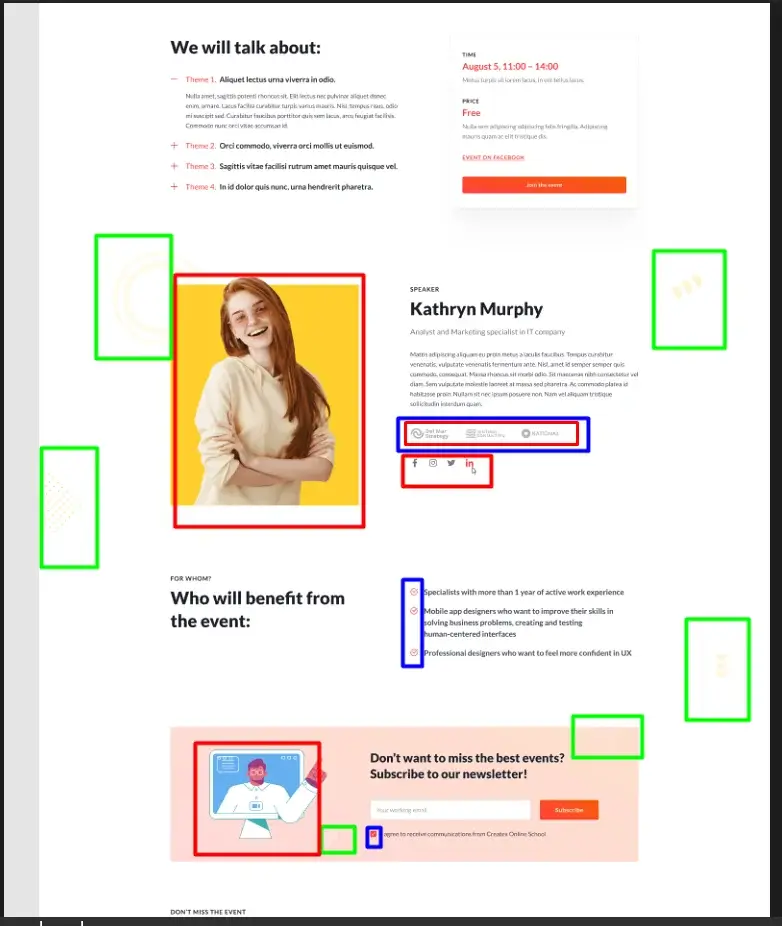 We will talk about:
Theme 1. Aliquet lectus urna viverra in odio.
Nulla amet, sagittis potenti rhoncus sit. Elit lectus nec pulvinar aliquet donec
enim, ornare. Lacus facilisi curabitur turpis varius mauris. Nisi tempus risus, odio
mi suscipit sed. Curabitur faucibus porttitor quis sem lacus, arcu feugiat facilisis.
Commodo nunc orci vitae accumsan id.
Theme 2. Orci commodo, viverra orci mollis ut euismod.
Theme 3. Sagittis vitae facilisi rutrum amet mauris quisque vel.
Theme 4. In id dolor quis nunc, urna hendrerit pharetra.
TIME
August 5, 11:00 – 14:00
Metus turpis sit lorem lacus, in et tellus lacus.
PRICE
Free
Nulla sem adipiscing adipiscing felis fringilla. Adipiscing
mauris quam ac elit tristique dis.
EVENT ON FACEBOOK
Join the event
SPEAKER
Kathryn Murphy
Analyst and Marketing specialist in IT company
Mattis adipiscing aliquam eu proin metus a iaculis faucibus. Tempus curabitur
venenatis, vulputate venenatis fermentum ante. Nisl, amet id semper semper quis
commodo, consequat. Massa rhoncus sit morbi odio. Sit maecenas nibh consectetur vel
diam. Sem vulputate molestie laoreet at massa sed pharetra. Ac commodo platea id
habitasse proin. Nullam sit nec ipsum posuere non. Nam vel aliquam tristique
sollicitudin interdum quam.
Del Mar
Strategy
NATIONAL
FOR WHOM?
Who will benefit from
the event:
Specialists with more than 1 year of active work experience
Mobile app designers who want to improve their skills in
solving business problems, creating and testing
human-centered interfaces
Professional designers who want to feel more confident in UX
Don't want to miss the best events?
Subscribe to our newsletter!
Your working email
Subscribe
agree to receive communications from Createx Online School
DON'T MISS THE EVENT